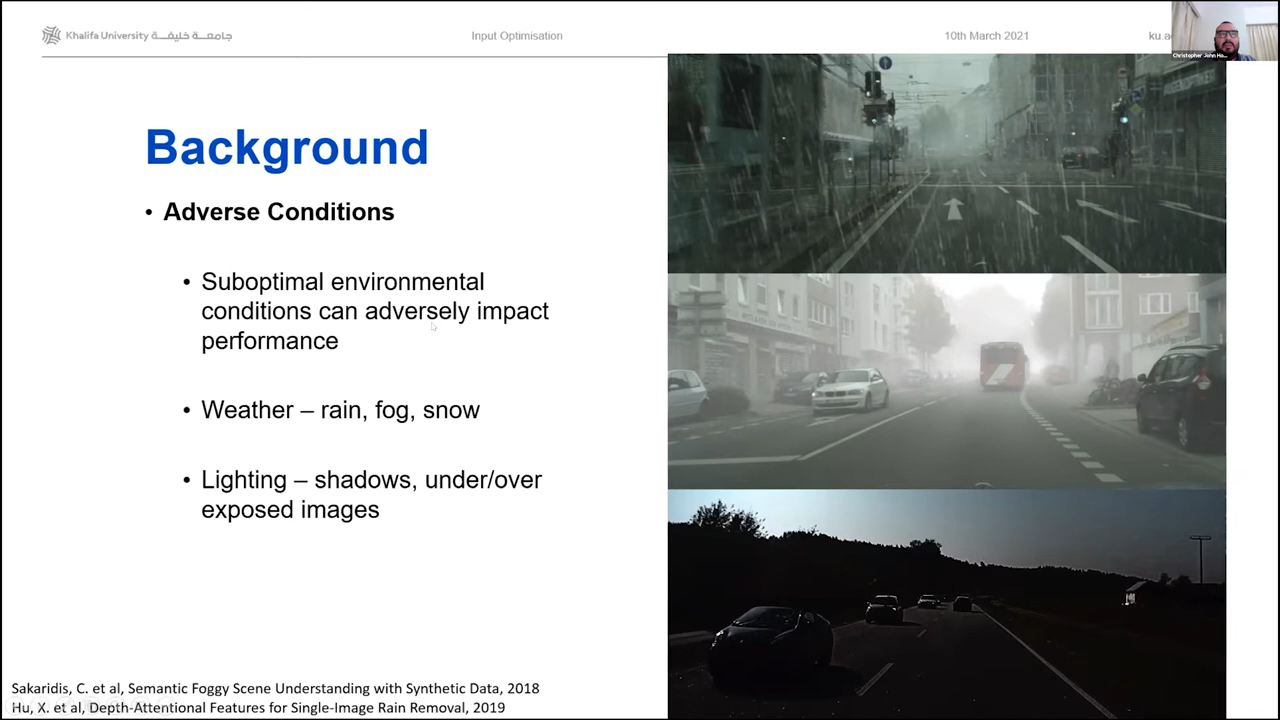 Khalifa University جامعة خليفة
Input Optimisation
10th March 2021
Christopher John
Background
• Adverse Conditions
• Suboptimal environmental
conditions can adversely impact
performance
• Weather – rain, fog, snow
• Lighting – shadows, under/over
exposed images
Sakaridis, C. et al, Semantic Foggy Scene Understanding with Synthetic Data, 2018
Hu, X. et al, Depth-Attentional Features for Single-Image Rain Removal, 2019